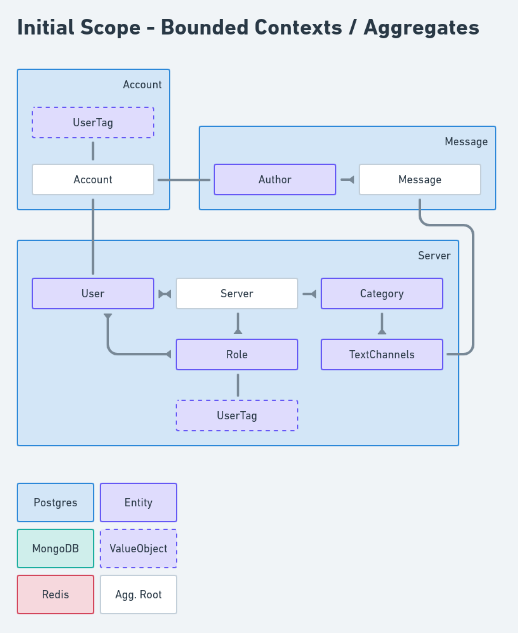 Initial Scope - Bounded Contexts / Aggregates
Account
UserTag
Account
Message
Author
Message
Server
User
Server
Category
Role
TextChannels
UserTag
Postgres
Entity
MongoDB
ValueObject
Redis
Agg. Root